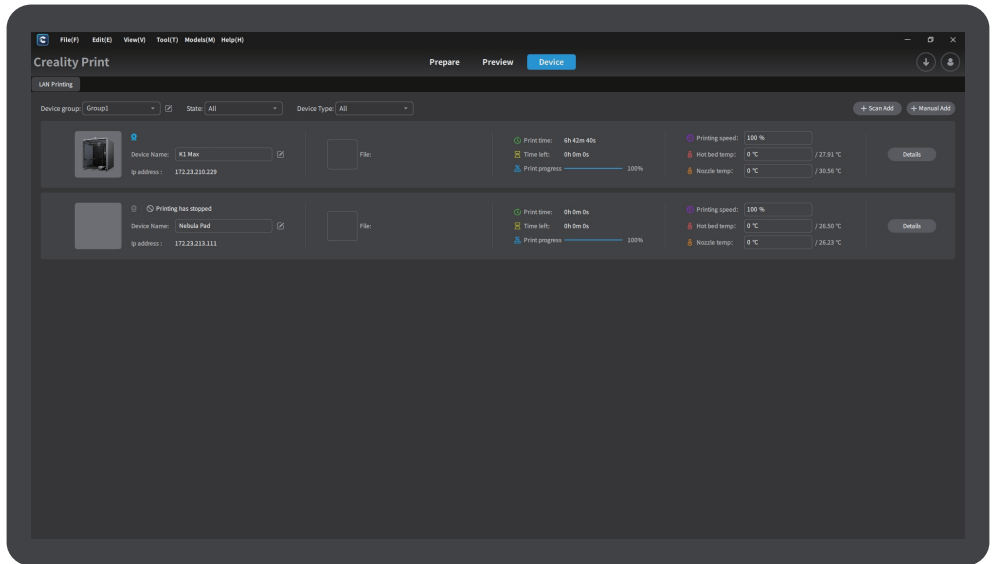 File(F) Edit(E) View(V) Tool(T) Models(M) Help(H)
Creality Print
Prepare Preview Device
LAN Printing
Device group: Group1 State: All Device Type: All + Scan Add + Manual Add
Device Name: K1 Max
Ip address : 172.23.210.229
File:
Print time: 6h 42m 40s
Time left: 0h 0m 0s
Print progress 100%
Printing speed: 100 %
Hot bed temp: 0 ℃ / 27.91 ℃
Nozzle temp: 0 ℃ / 30.56 ℃
Details
Printing has stopped
Device Name: Nebula Pad
Ip address : 172.23.213.111
File:
Print time: 0h 0m 0s
Time left: 0h 0m 0s
Print progress 100%
Printing speed: 100 %
Hot bed temp: 0 ℃ / 26.50 ℃
Nozzle temp: 0 ℃ / 26.23 ℃
Details